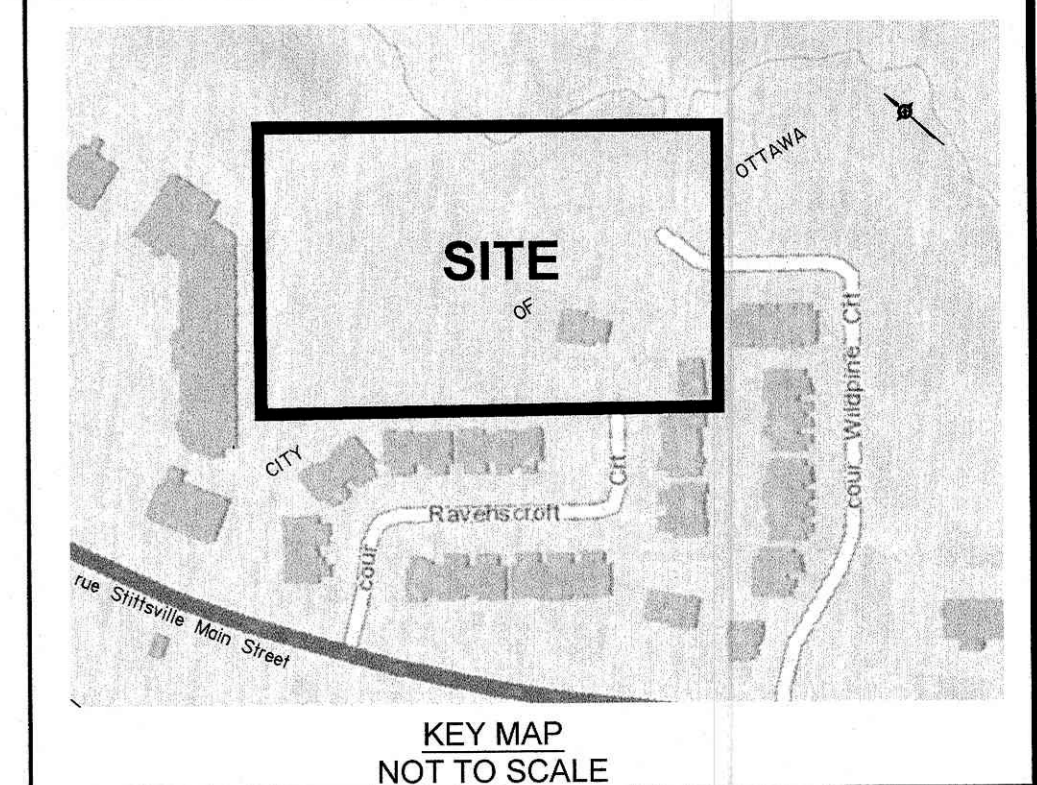 OTTAWA
SITE
OF
CITY
cour Ravenscroft Crt
cour Wildpine Crt
rue Stittsville Main Street
KEY MAP
NOT TO SCALE